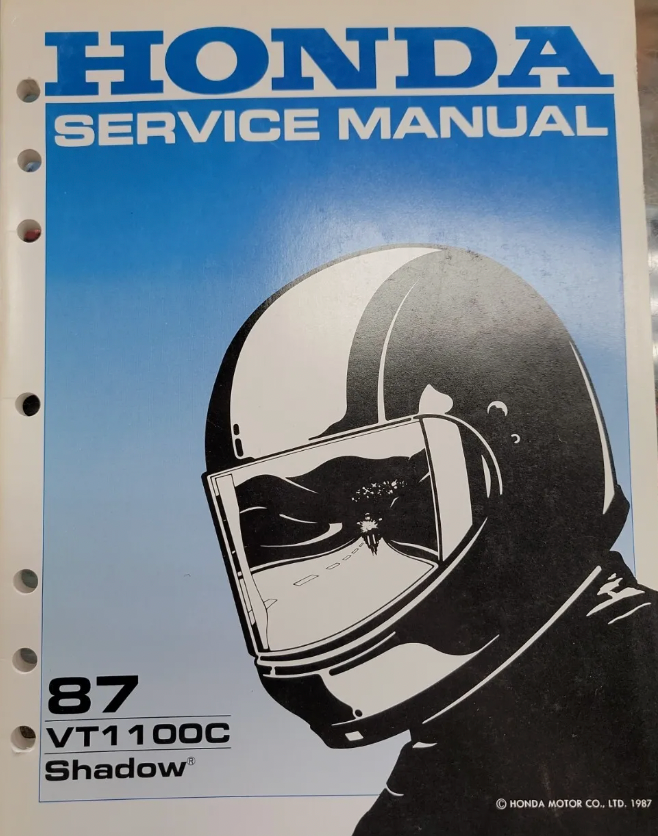 HONDA
SERVICE MANUAL
87
VT1100C
Shadow®
© HONDA MOTOR CO., LTD. 1987